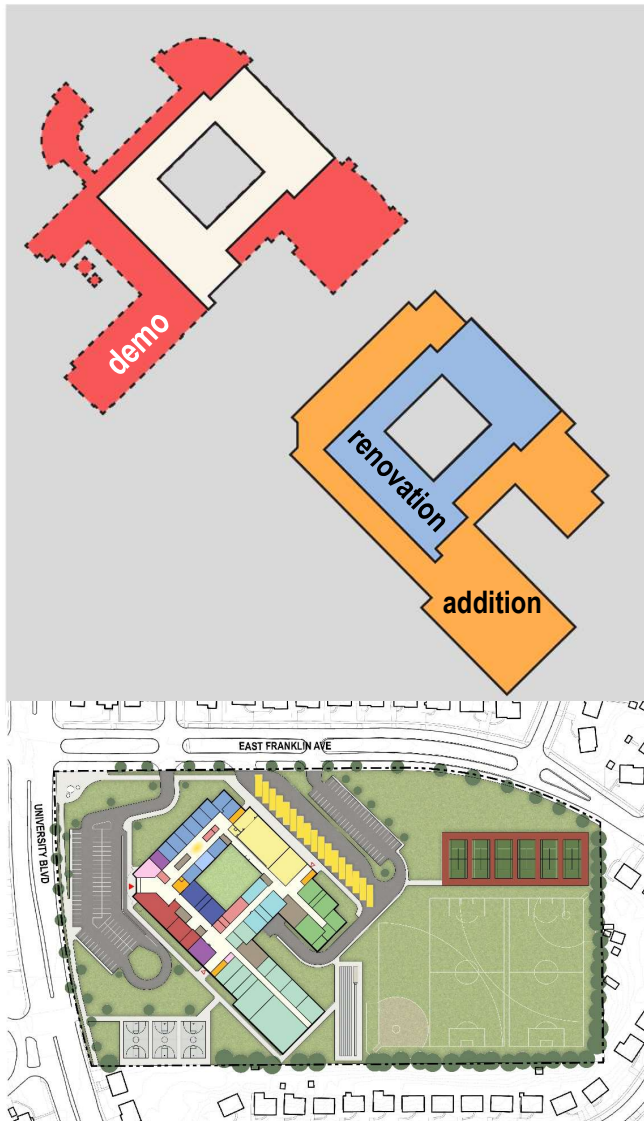 demo
renovation
addition
EAST FRANKLIN AVE
UNIVERSITY BLVD